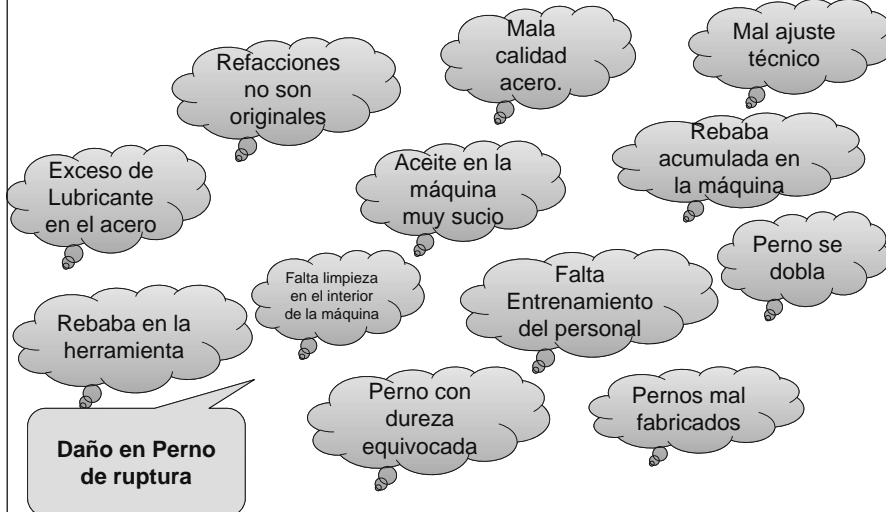 Refacciones
no son
originales
Mala
calidad
acero.
Mal ajuste
técnico
Exceso de
Lubricante
en el acero
Aceite en la
máquina
muy sucio
Rebaba
acumulada en
la máquina
Rebaba en la
herramienta
Falta limpieza
en el interior
de la máquina
Falta
Entrenamiento
del personal
Perno se
dobla
Daño en Perno
de ruptura
Perno con
dureza
equivocada
Pernos mal
fabricados